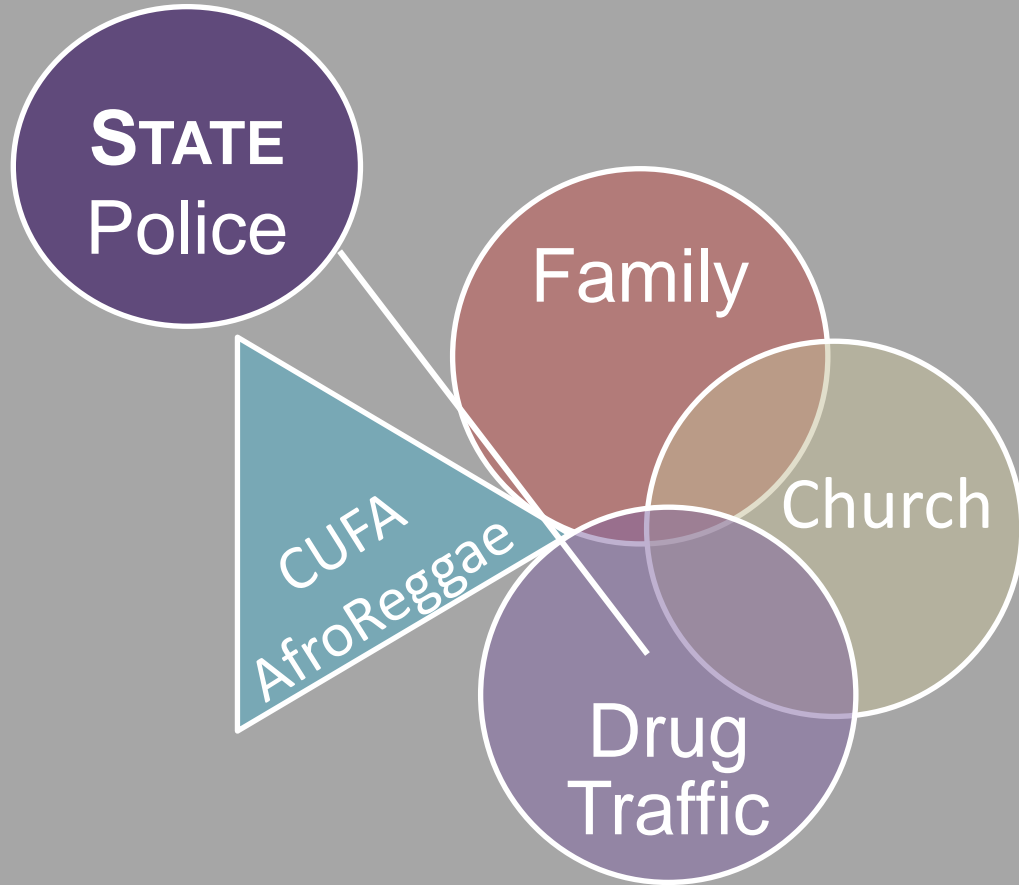 STATE
Police
Family
Church
CUFA
AfroReggae
Drug
Traffic